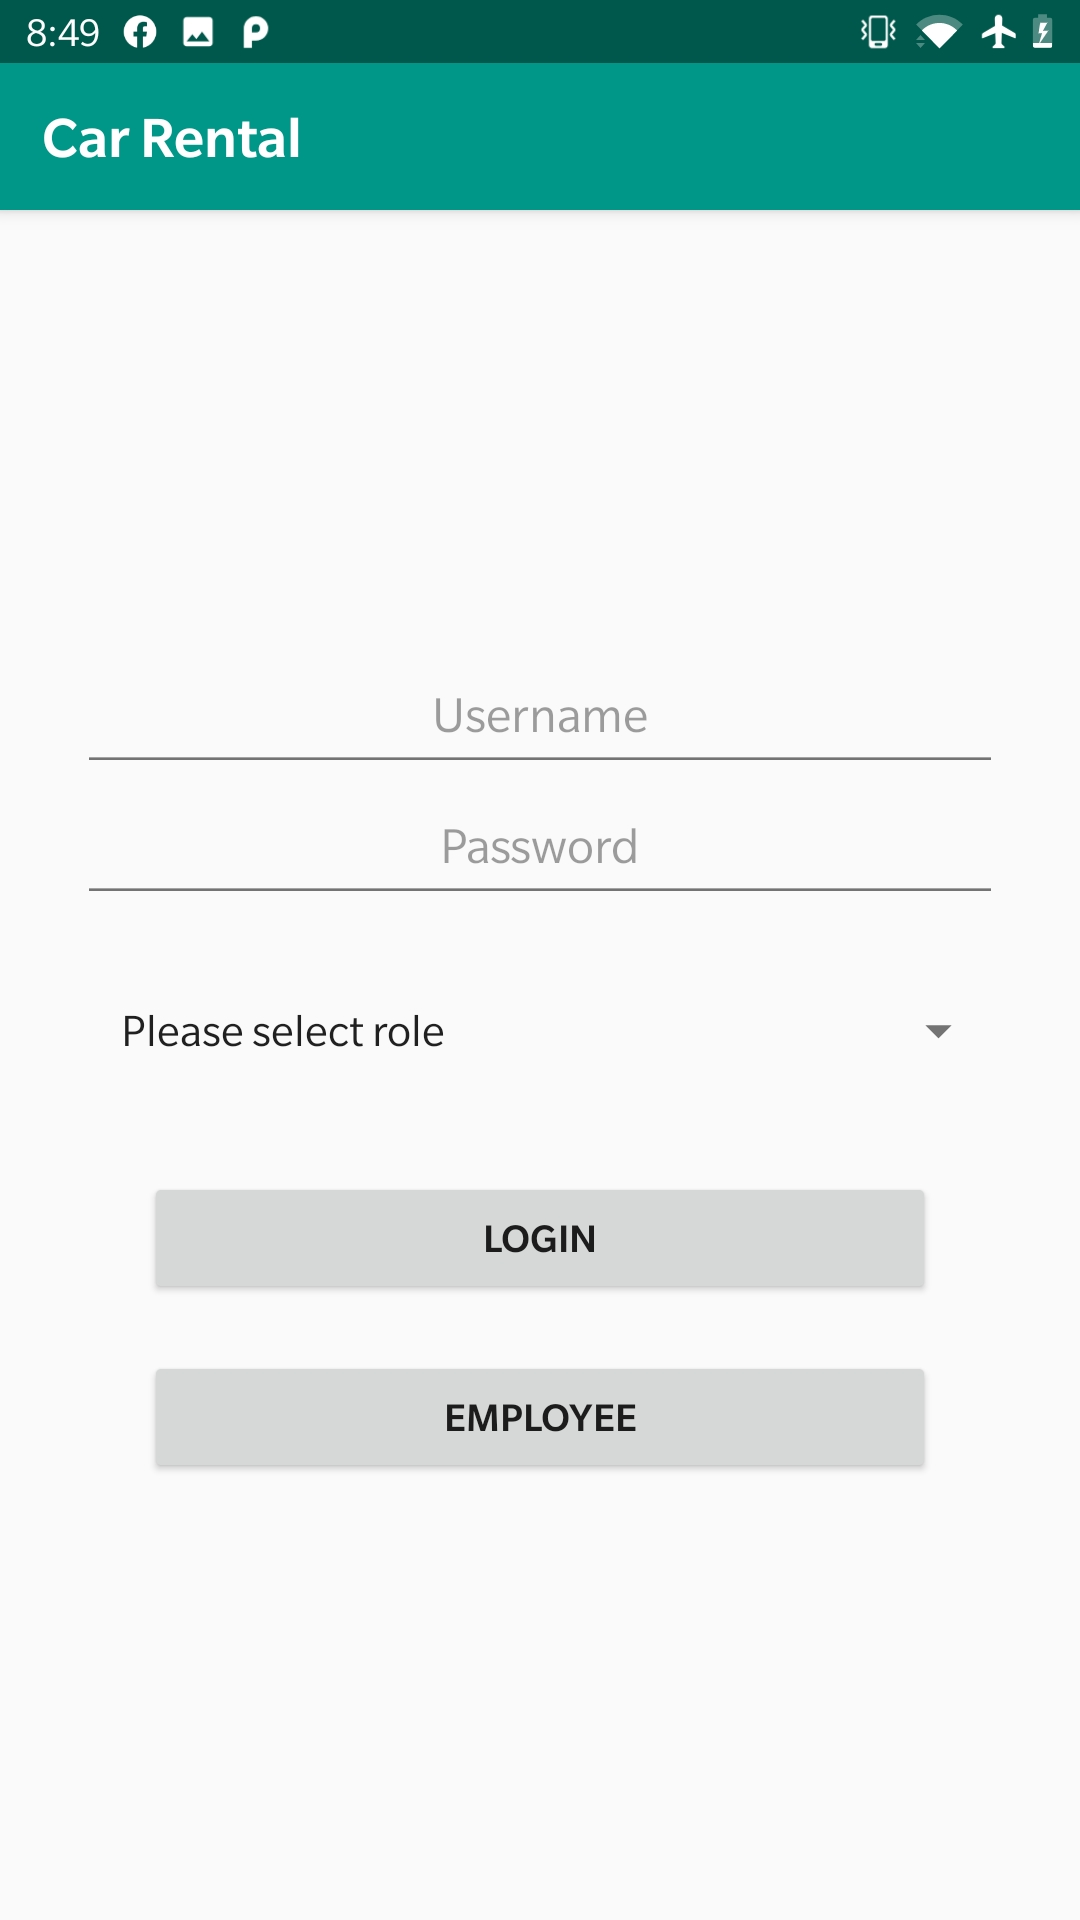 8:49
Car Rental
Username
Password
Please select role
LOGIN
EMPLOYEE